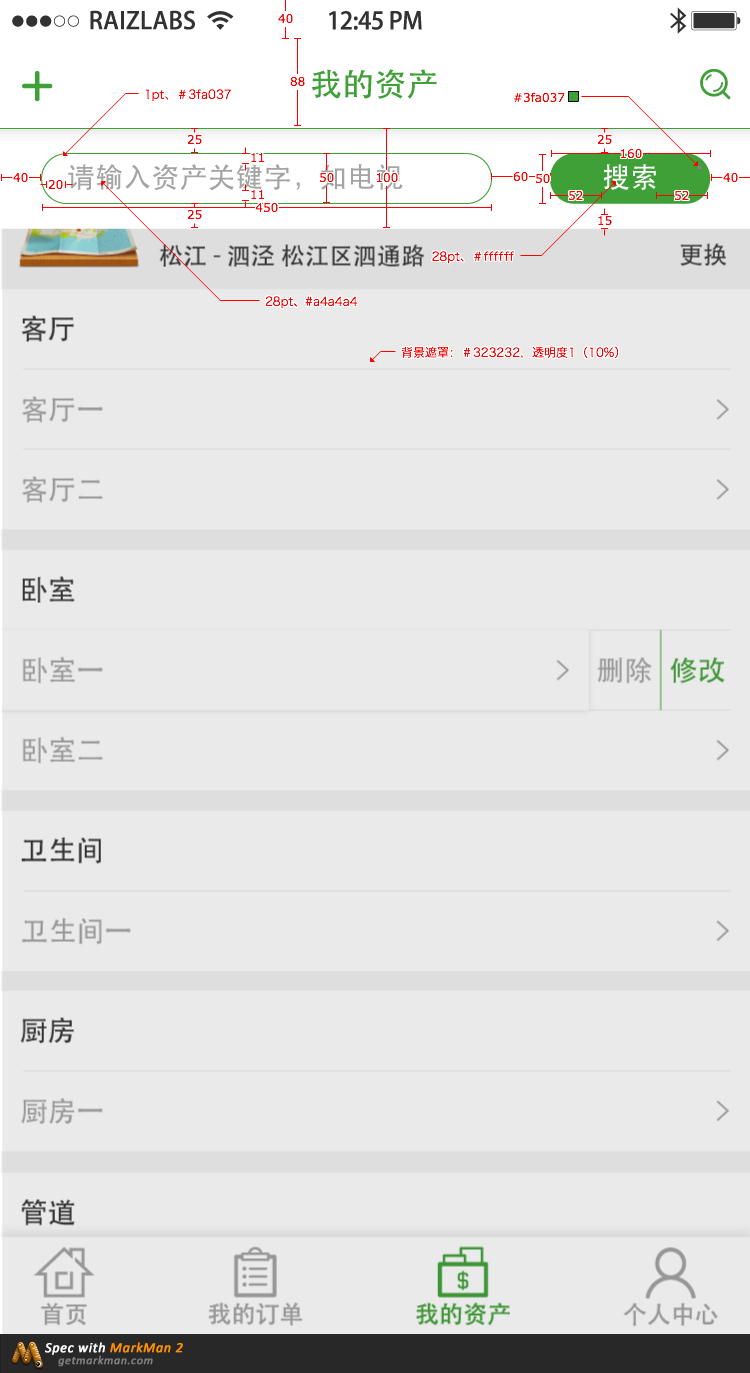 RAIZLABS 40 12:45 PM
88 我的资产
1pt、#3fa037 #3fa037
25 11 25 160
40 20 请输入资产关键字，如电视 50 100 60 50 搜索 40
11 52 52
25 450 15
松江 - 泗泾 松江区泗通路 28pt、#ffffff 更换
28pt、#a4a4a4
客厅
背景遮罩：#323232，透明度1（10%）
客厅一
客厅二
卧室
卧室一 删除 修改
卧室二
卫生间
卫生间一
厨房
厨房一
管道
$
首页 我的订单 我的资产 个人中心
Spec with MarkMan 2
getmarkman.com